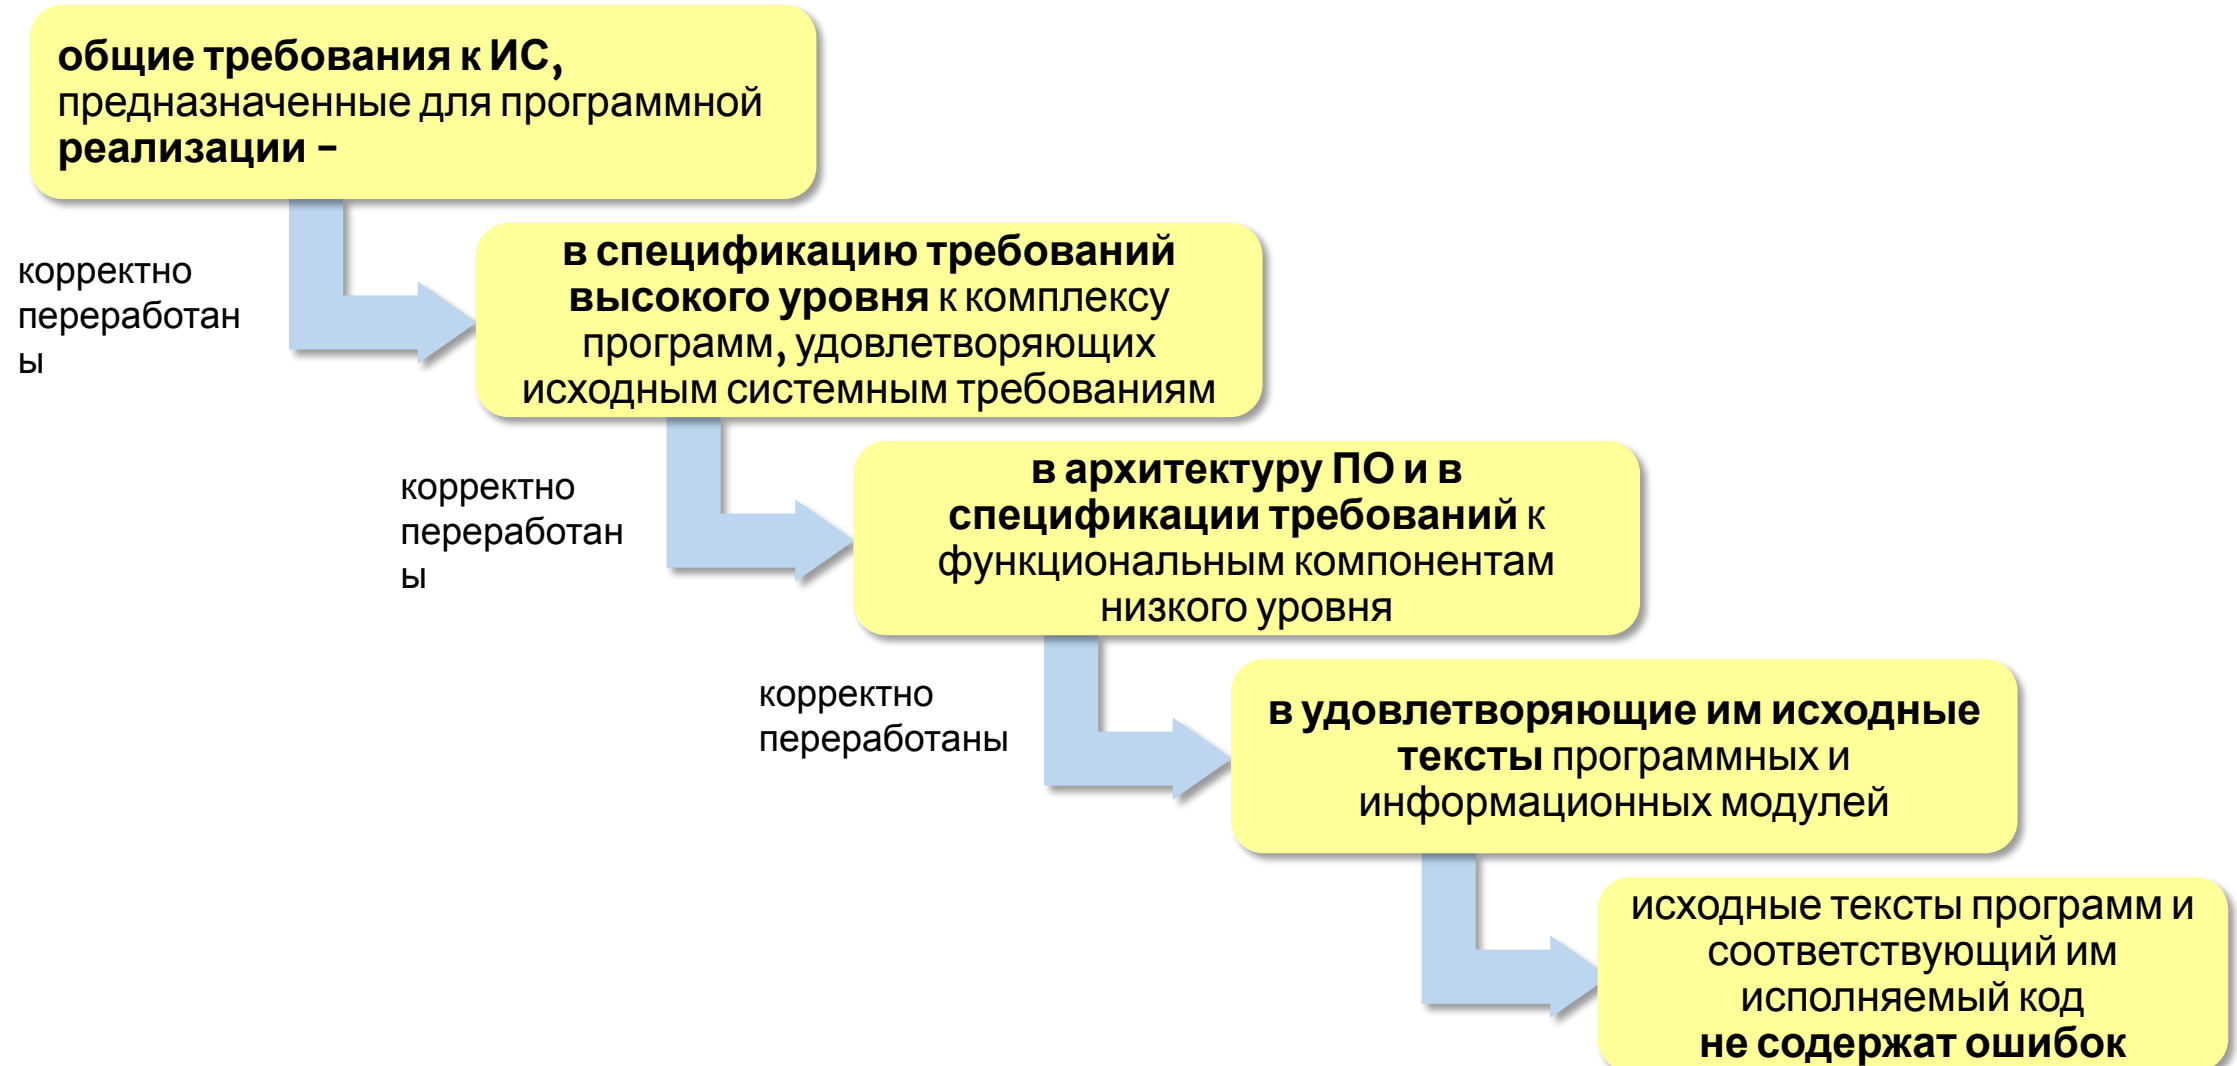 общие требования к ИС,
предназначенные для программной
реализации –
корректно
переработан
ы
в спецификацию требований
высокого уровня к комплексу
программ, удовлетворяющих
исходным системным требованиям
корректно
переработан
ы
в архитектуру ПО и в
спецификации требований к
функциональным компонентам
низкого уровня
корректно
переработаны
в удовлетворяющие им исходные
тексты программных и
информационных модулей
исходные тексты программ и
соответствующий им
исполняемый код
не содержат ошибок